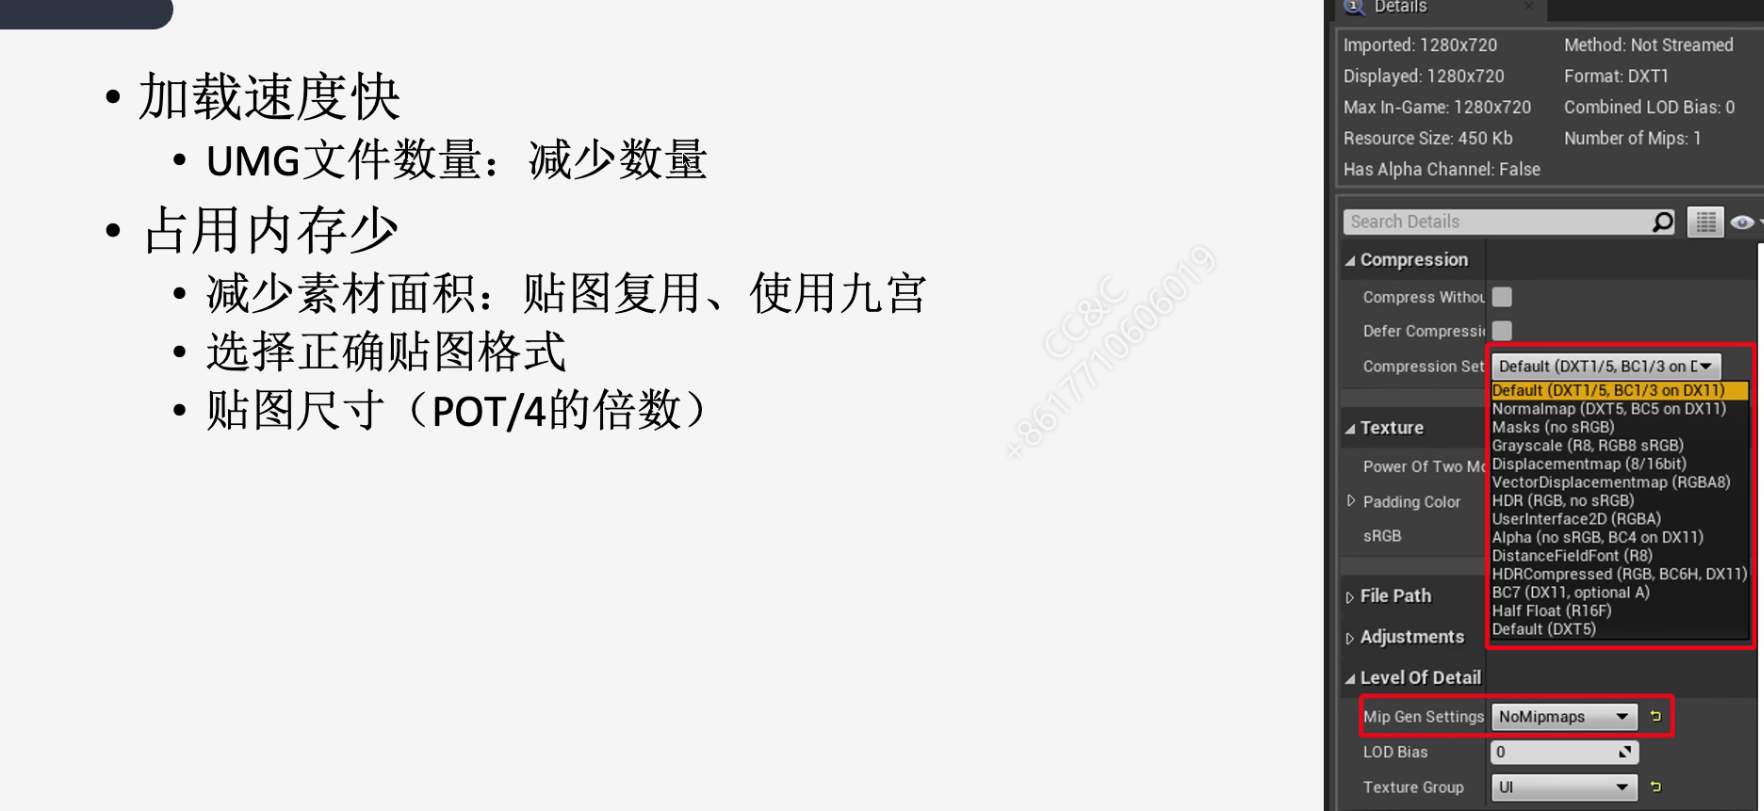 • 加载速度快
• UMG文件数量：减少数量
• 占用内存少
• 减少素材面积：贴图复用、使用九宫
• 选择正确贴图格式
• 贴图尺寸（POT/4的倍数）
CC&C
+8617710606019
Details
Imported: 1280x720 Method: Not Streamed
Displayed: 1280x720 Format: DXT1
Max In-Game: 1280x720 Combined LOD Bias: 0
Resource Size: 450 Kb Number of Mips: 1
Has Alpha Channel: False
Search Details
Compression
Compress Withou
Defer Compressi
Compression Set Default (DXT1/5, BC1/3 on D
Default (DXT1/5, BC1/3 on DX11)
Normalmap (DXT5, BC5 on DX11)
Masks (no sRGB)
Grayscale (R8, RGB8 sRGB)
Displacementmap (8/16bit)
VectorDisplacementmap (RGBA8)
HDR (RGB, no sRGB)
UserInterface2D (RGBA)
Alpha (no sRGB, BC4 on DX11)
DistanceFieldFont (R8)
HDRCompressed (RGB, BC6H, DX11)
BC7 (DX11, optional A)
Half Float (R16F)
Default (DXT5)
Texture
Power Of Two Mo
Padding Color
sRGB
File Path
Adjustments
Level Of Detail
Mip Gen Settings NoMipmaps
LOD Bias 0
Texture Group UI